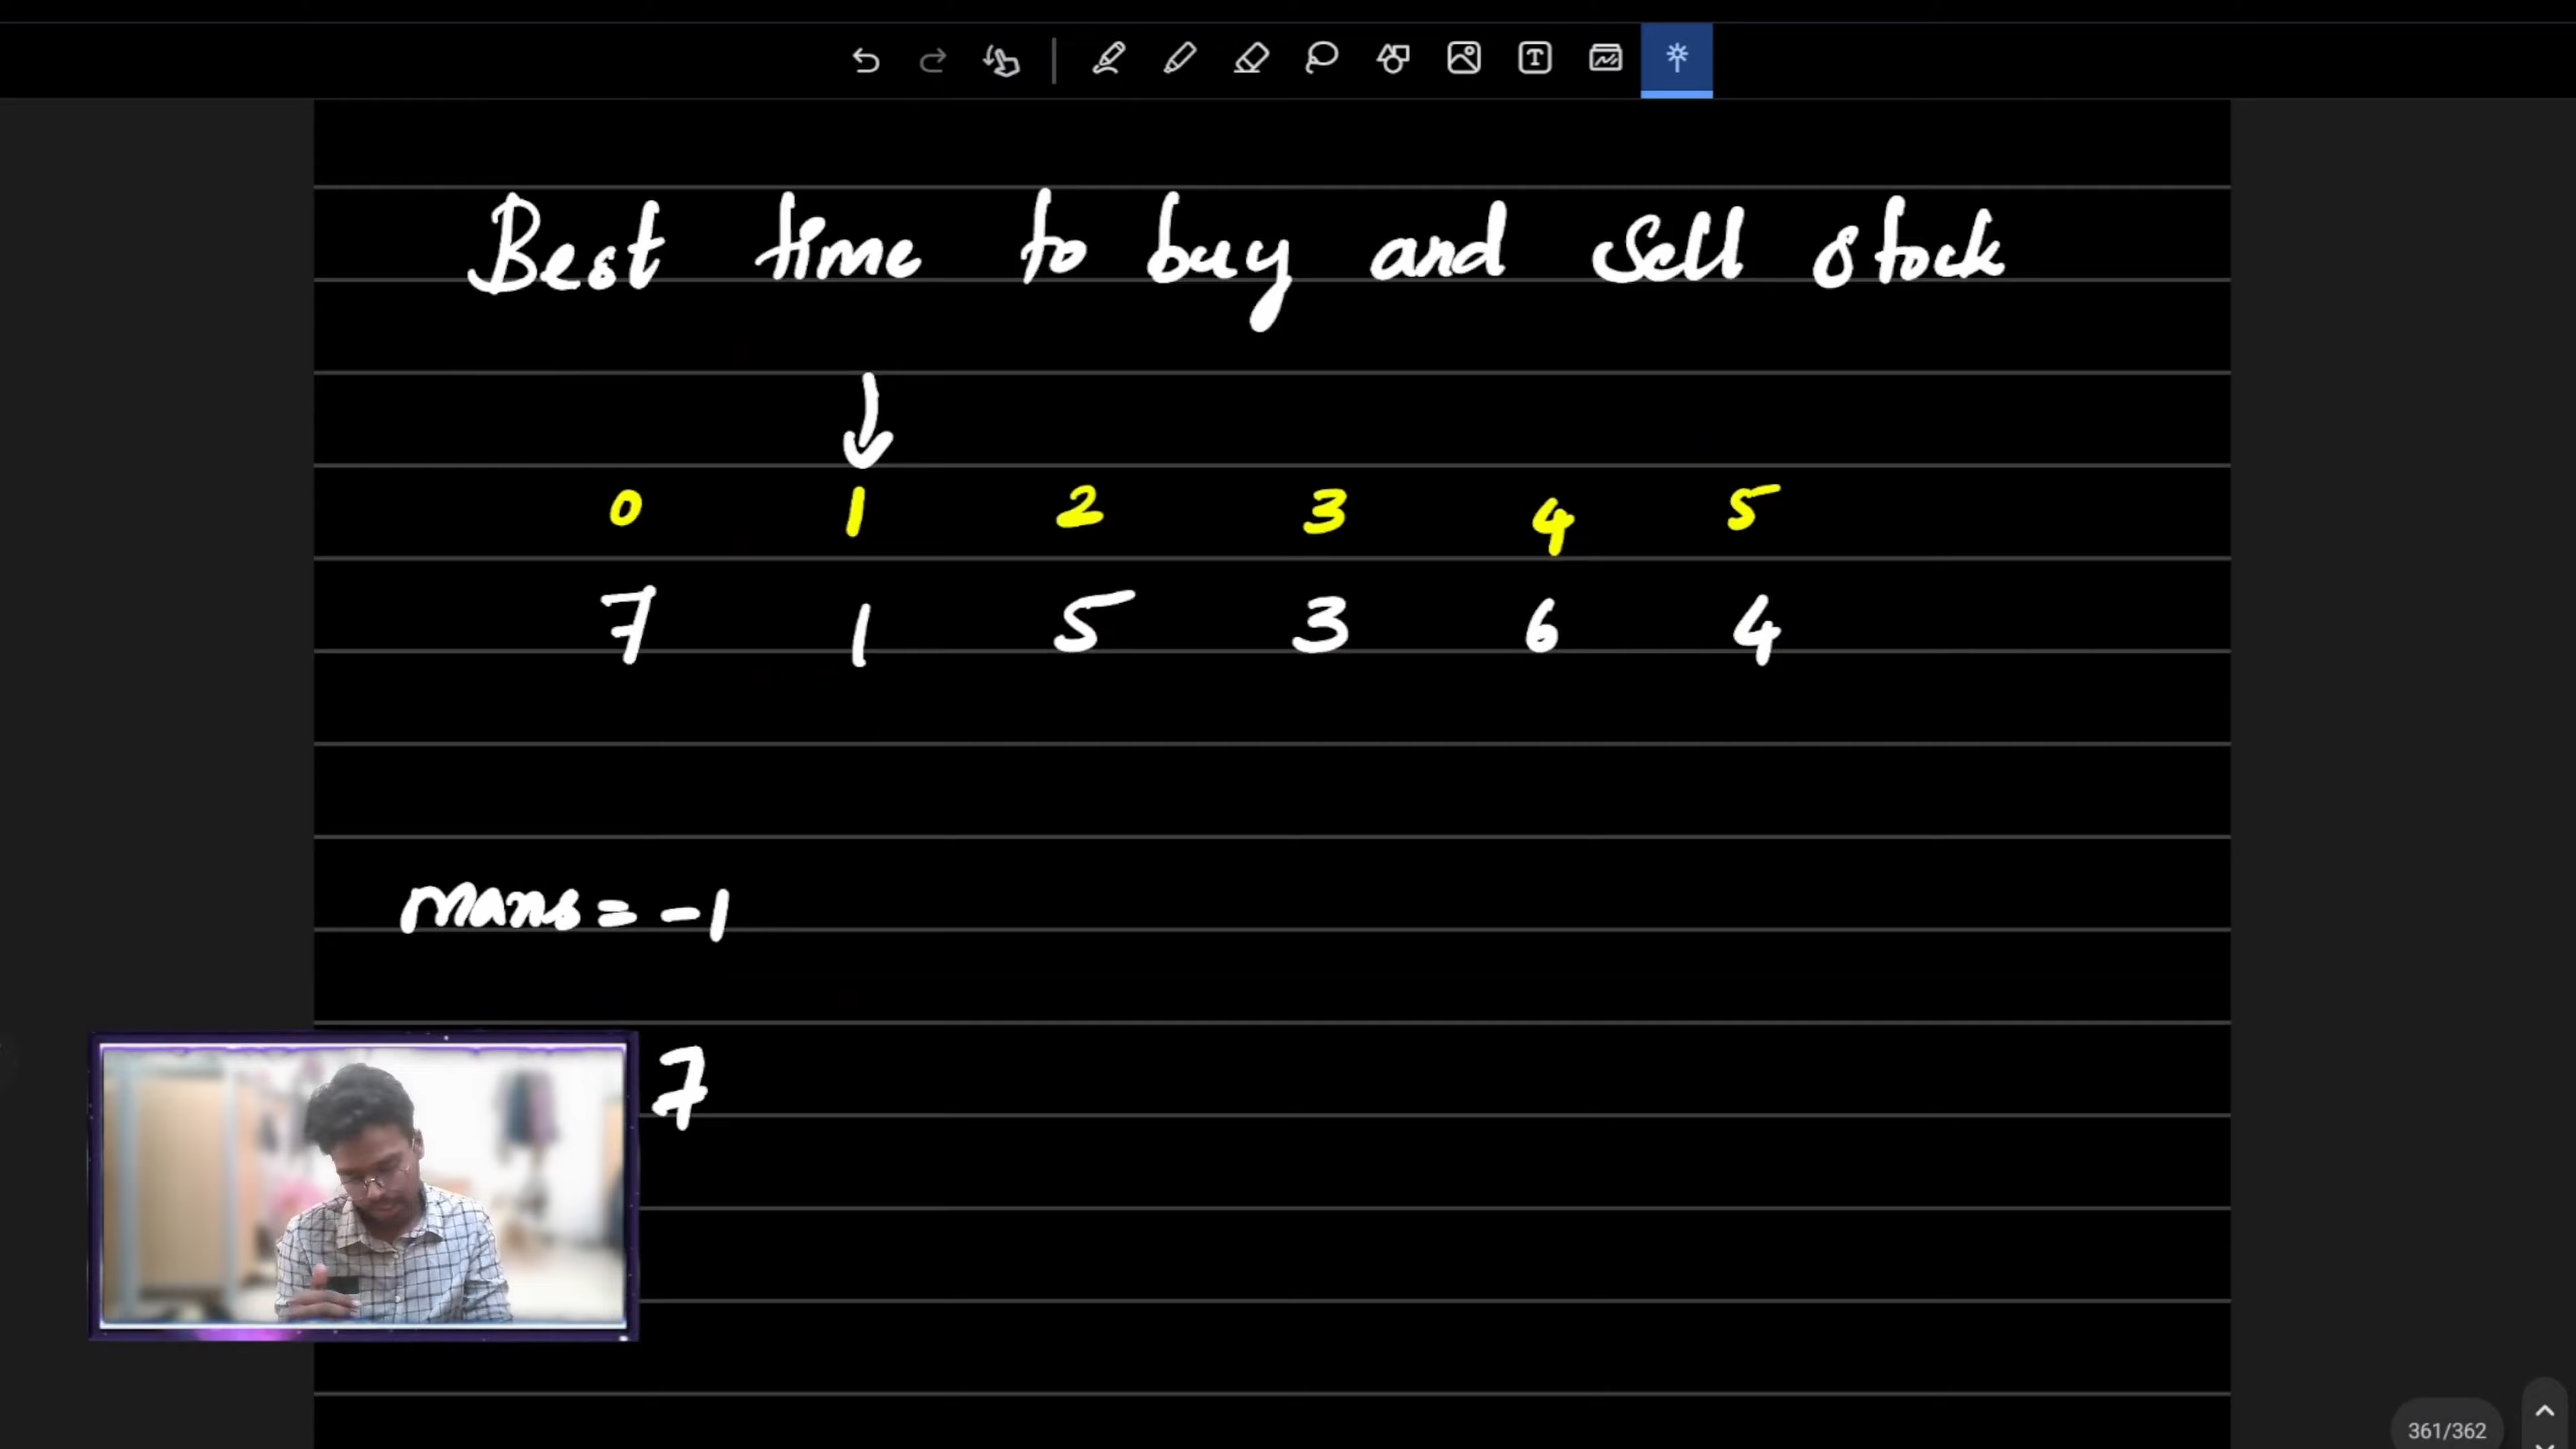 Best time to buy and sell stock
0 1 2 3 4 5
7 1 5 3 6 4
mans = -1
7
361/362